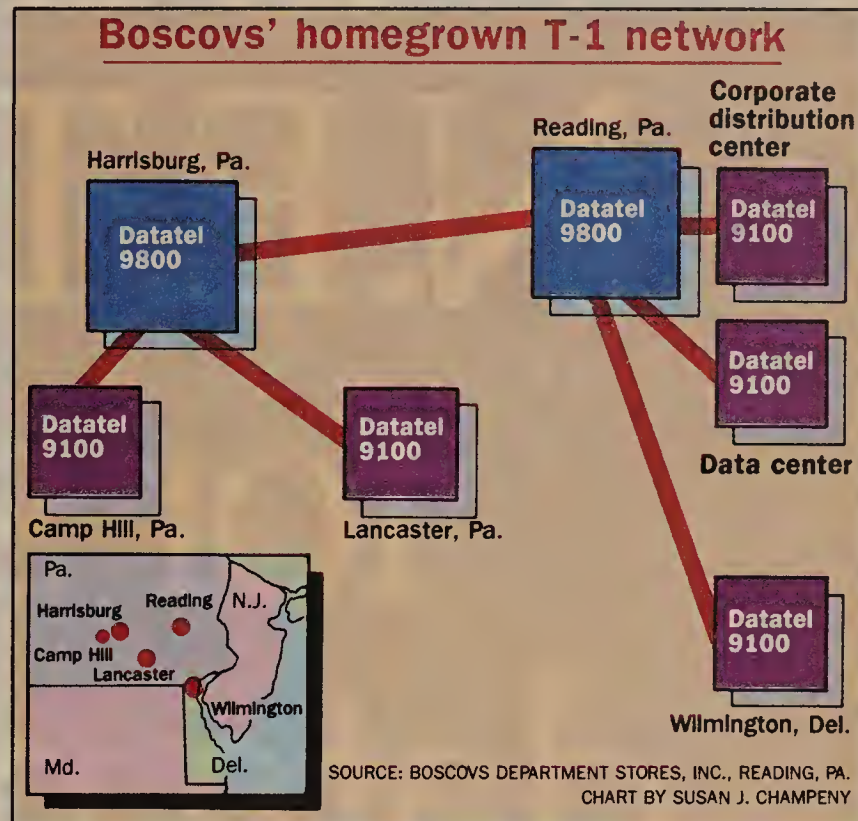 Boscovs' homegrown T-1 network
Harrisburg, Pa.
Datatel
9800
Reading, Pa.
Datatel
9800
Corporate
distribution
center
Datatel
9100
Datatel
9100
Data center
Datatel
9100
Camp Hill, Pa.
Datatel
9100
Lancaster, Pa.
Datatel
9100
Wilmington, Del.
Pa.
Harrisburg
Reading
N.J.
Camp Hill
Lancaster
Wilmington
Md.
Del.
SOURCE: BOSCOVS DEPARTMENT STORES, INC., READING, PA.
CHART BY SUSAN J. CHAMPENY